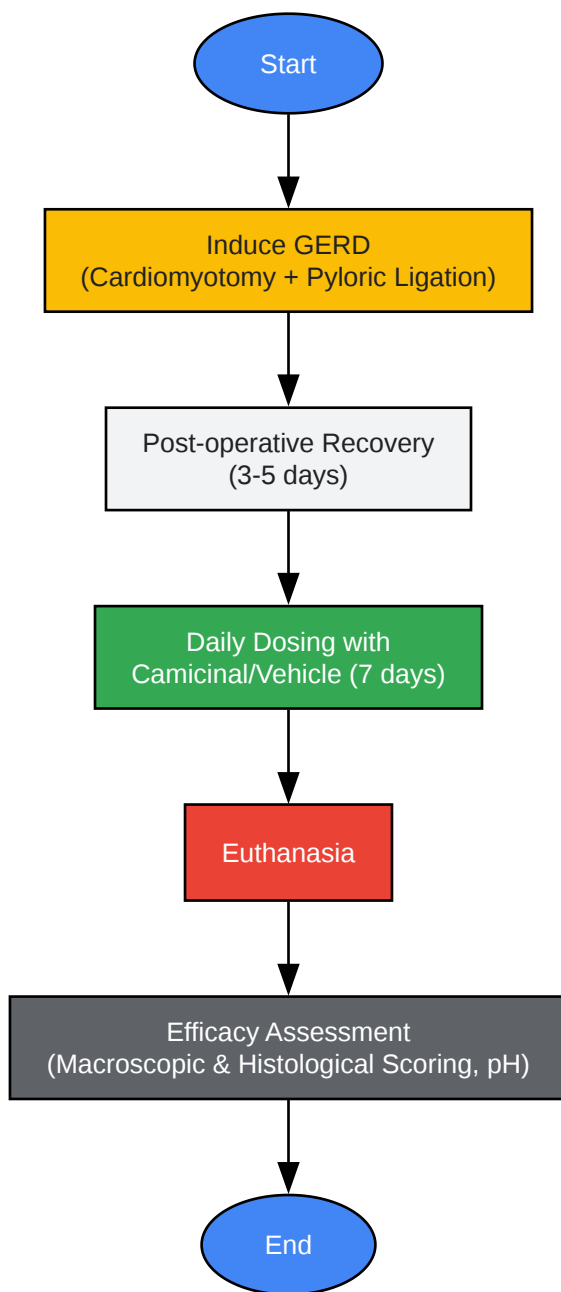 Start
Induce GERD
(Cardiomyotomy + Pyloric Ligation)
Post-operative Recovery
(3-5 days)
Daily Dosing with
Camicinal/Vehicle (7 days)
Euthanasia
Efficacy Assessment
(Macroscopic & Histological Scoring, pH)
End